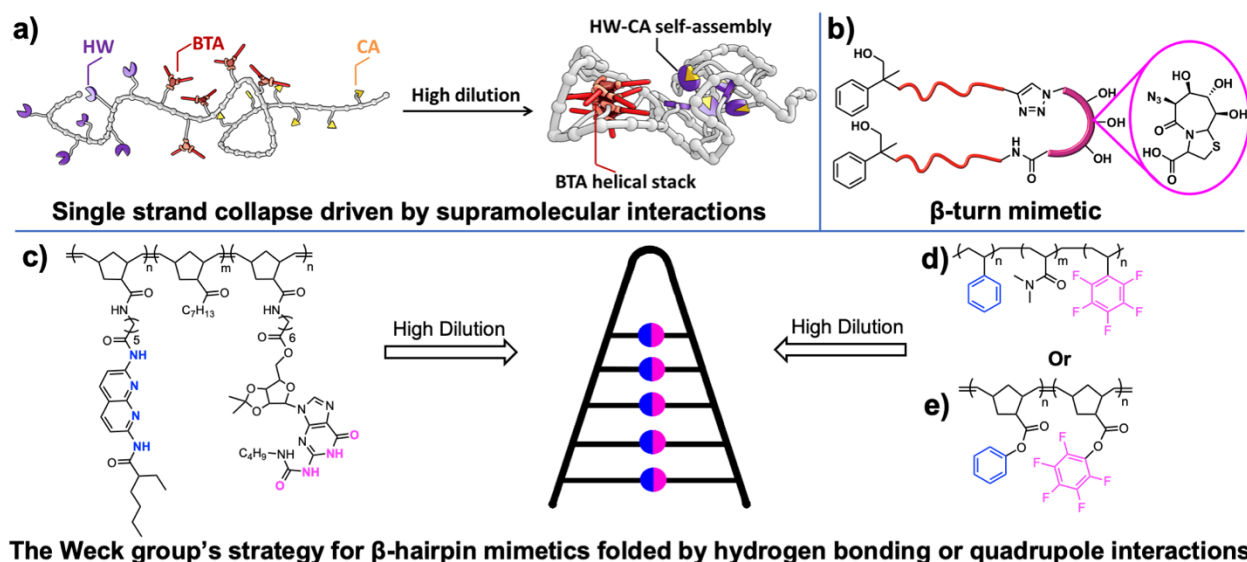 a)
HW
BTA
CA
High dilution
HW-CA self-assembly
BTA helical stack
Single strand collapse driven by supramolecular interactions
b)
HO
N=N
N
OH
OH
HO
NH
O
OH
HO OH
N3
OH
O
OH
N
HO
S
O
β-turn mimetic
c)
n m n
O O O
HN C7H13 HN
5 6
O O
NH O
N O O
N O N N
NH N O
O C4H9-NH N NH
O NH
High Dilution
High Dilution
d)
n m n
N O F F
F F
F
Or
e)
n n
O O
O O
F F
F F
F
The Weck group's strategy for β-hairpin mimetics folded by hydrogen bonding or quadrupole interactions